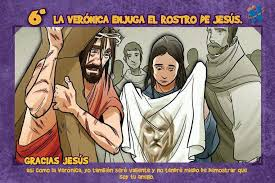 6ª LA VERÓNICA ENJUGA EL ROSTRO DE JESÚS.
GRACIAS JESÚS
Así como la Verónica, yo también seré valiente y no tendré miedo de demostrar que
soy tu amigo.